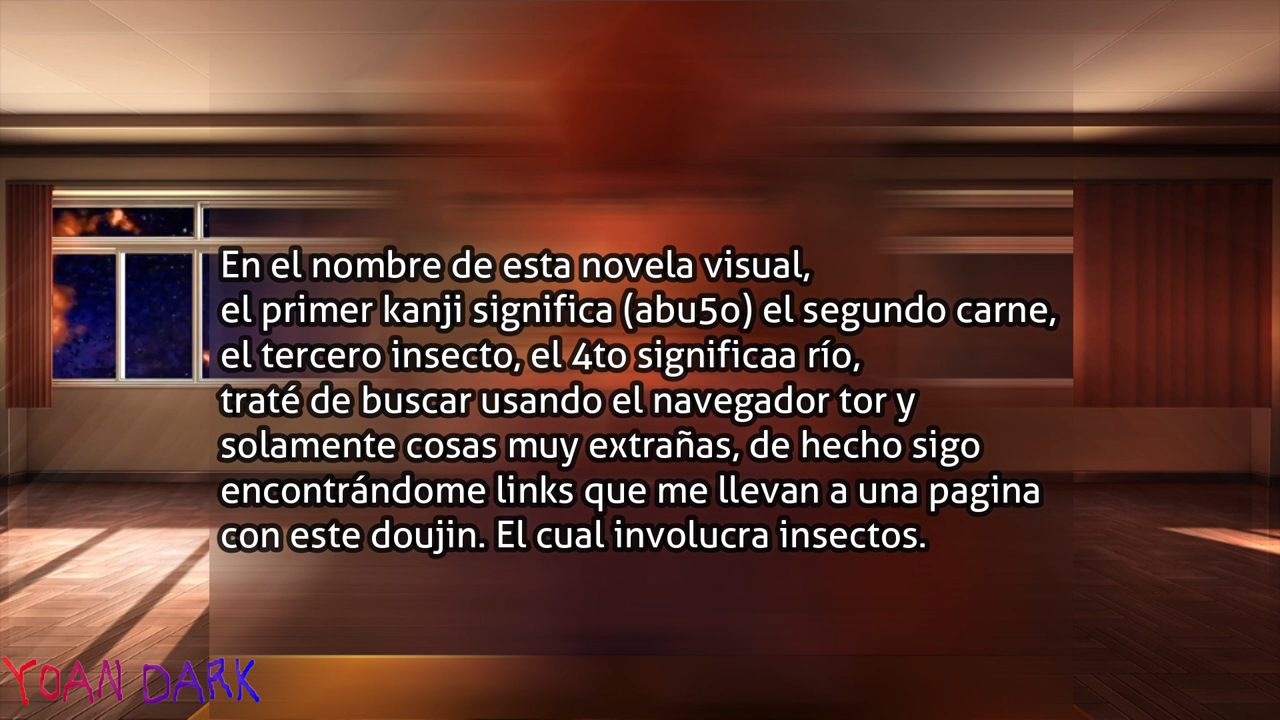 En el nombre de esta novela visual,
el primer kanji significa (abu5o) el segundo carne,
el tercero insecto, el 4to significaa río,
traté de buscar usando el navegador tor y
solamente cosas muy extrañas, de hecho sigo
encontrándome links que me llevan a una pagina
con este doujin. El cual involucra insectos.
YOAN DARK